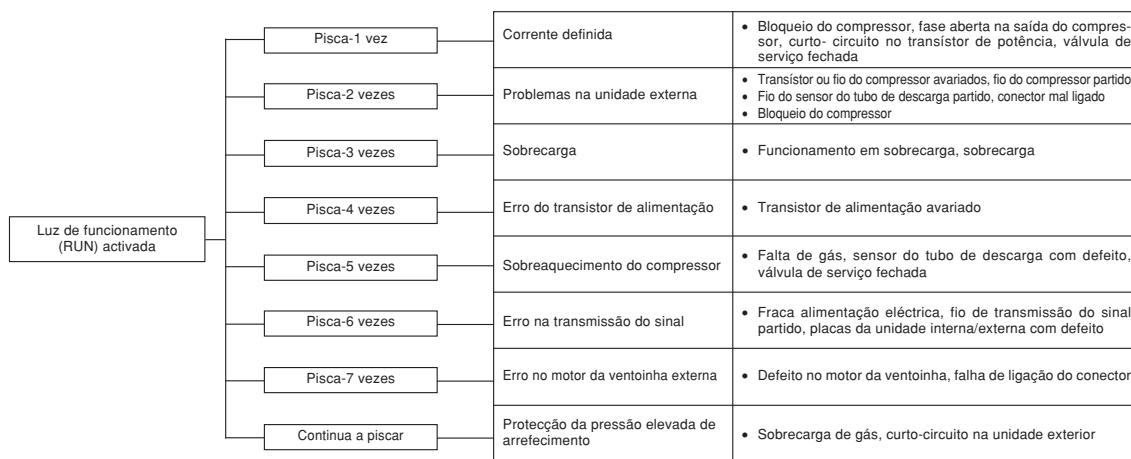 Luz de funcionamento
(RUN) activada
Pisca-1 vez
Corrente definida
• Bloqueio do compressor, fase aberta na saída do compres-
sor, curto- circuito no transístor de potência, válvula de
serviço fechada
Pisca-2 vezes
Problemas na unidade externa
• Transístor ou fio do compressor avariados, fio do compressor partido
• Fio do sensor do tubo de descarga partido, conector mal ligado
• Bloqueio do compressor
Pisca-3 vezes
Sobrecarga
• Funcionamento em sobrecarga, sobrecarga
Pisca-4 vezes
Erro do transistor de alimentação
• Transistor de alimentação avariado
Pisca-5 vezes
Sobreaquecimento do compressor
• Falta de gás, sensor do tubo de descarga com defeito,
válvula de serviço fechada
Pisca-6 vezes
Erro na transmissão do sinal
• Fraca alimentação eléctrica, fio de transmissão do sinal
partido, placas da unidade interna/externa com defeito
Pisca-7 vezes
Erro no motor da ventoinha externa
• Defeito no motor da ventoinha, falha de ligação do conector
Continua a piscar
Protecção da pressão elevada de
arrefecimento
• Sobrecarga de gás, curto-circuito na unidade exterior